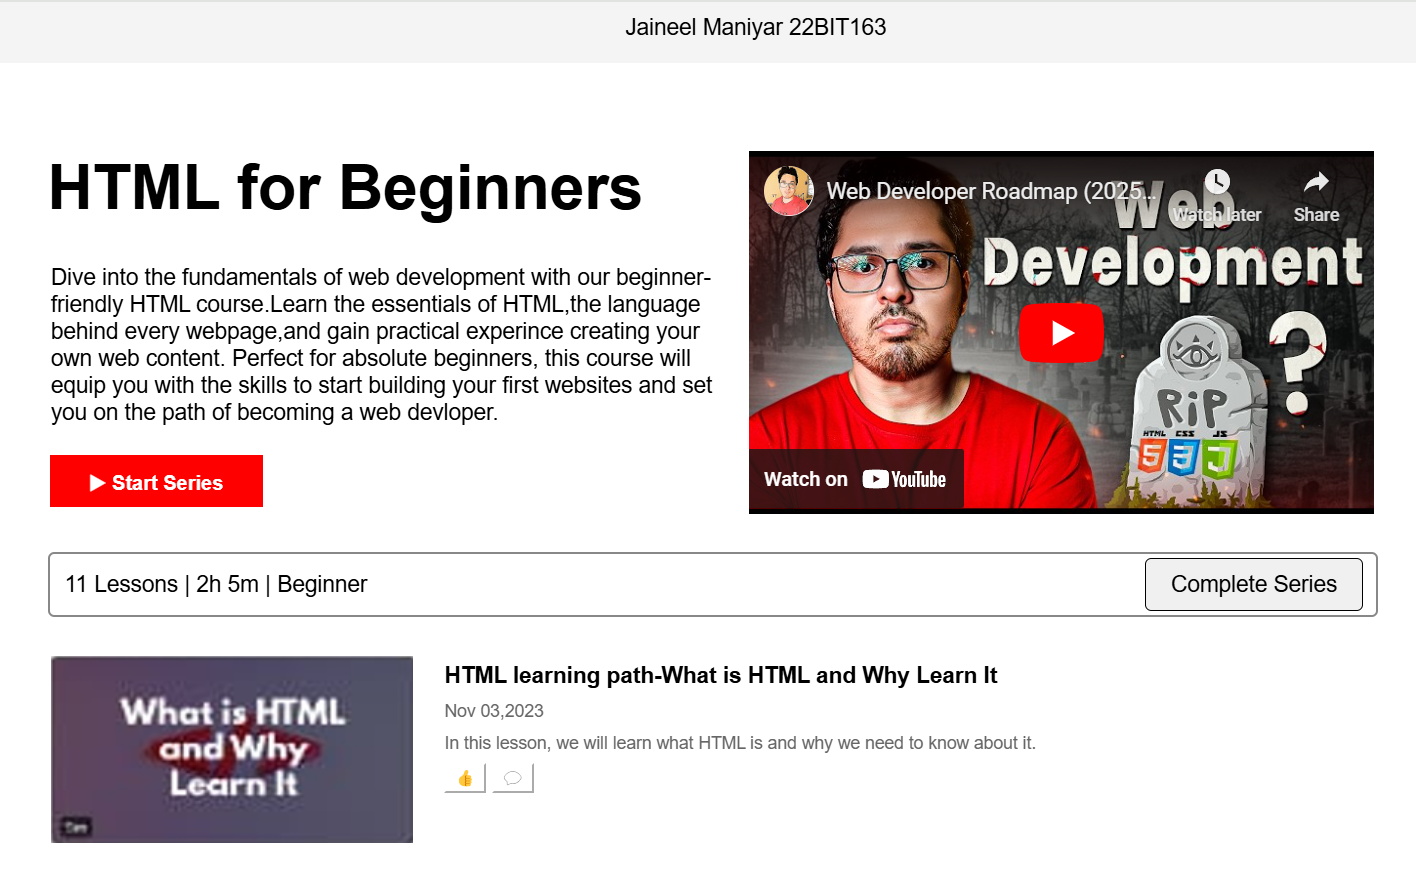 Jaineel Maniyar 22BIT163
HTML for Beginners
Dive into the fundamentals of web development with our beginner-
friendly HTML course.Learn the essentials of HTML,the language
behind every webpage,and gain practical experince creating your
own web content. Perfect for absolute beginners, this course will
equip you with the skills to start building your first websites and set
you on the path of becoming a web devloper.
Start Series
Web Developer Roadmap (2025...
Watch later
Share
Web
Development
?
RiP
HTML CSS JS
Watch on YouTube
11 Lessons | 2h 5m | Beginner
Complete Series
What is HTML
and Why
Learn It
HTML learning path-What is HTML and Why Learn It
Nov 03,2023
In this lesson, we will learn what HTML is and why we need to know about it.